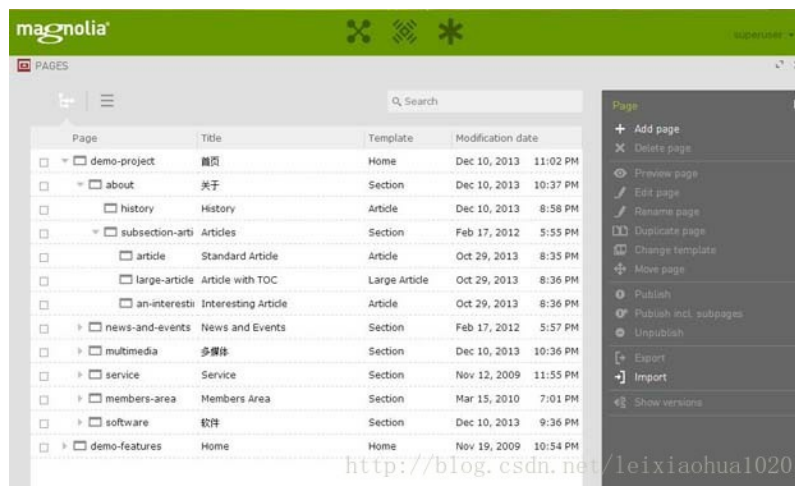 magnolia
superuser
PAGES
Search
Page Title Template Modification date
demo-project 首页 Home Dec 10, 2013 11:02 PM
about 关于 Section Dec 10, 2013 10:37 PM
history History Article Dec 10, 2013 8:58 PM
subsection-arti Articles Section Feb 17, 2012 5:55 PM
article Standard Article Article Oct 29, 2013 8:35 PM
large-article Article with TOC Large Article Oct 29, 2013 8:36 PM
an-interestin Interesting Article Article Oct 29, 2013 8:36 PM
news-and-events News and Events Section Feb 17, 2012 5:57 PM
multimedia 多媒体 Section Dec 10, 2013 10:36 PM
service Service Section Nov 12, 2009 11:55 PM
members-area Members Area Section Mar 15, 2010 7:01 PM
software 软件 Section Dec 10, 2013 9:36 PM
demo-features Home Home Nov 19, 2009 10:54 PM
Page
Add page
Delete page
Preview page
Edit page
Rename page
Duplicate page
Change template
Move page
Publish
Publish incl. subpages
Unpublish
Export
Import
Show versions
http://blog.csdn.net/leixiaohua1020